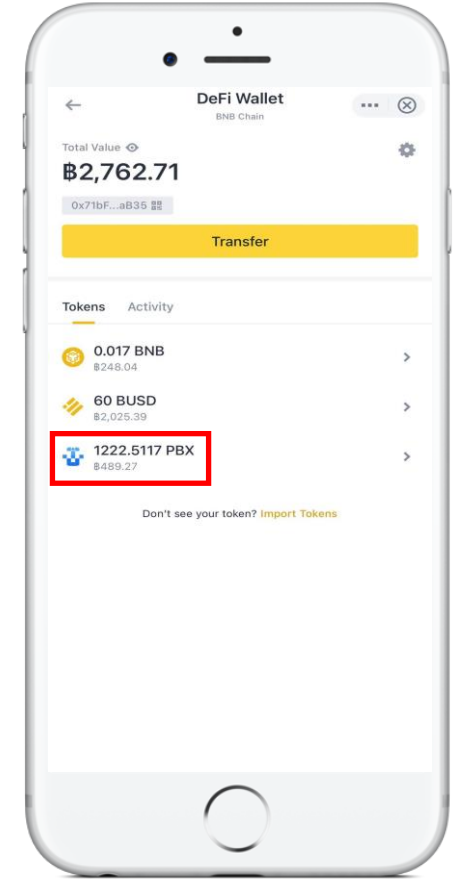 DeFi Wallet
BNB Chain
Total Value
฿2,762.71
0x71bF...aB35
Transfer
Tokens Activity
0.017 BNB
฿248.04
60 BUSD
฿2,025.39
1222.5117 PBX
฿489.27
Don't see your token? Import Tokens